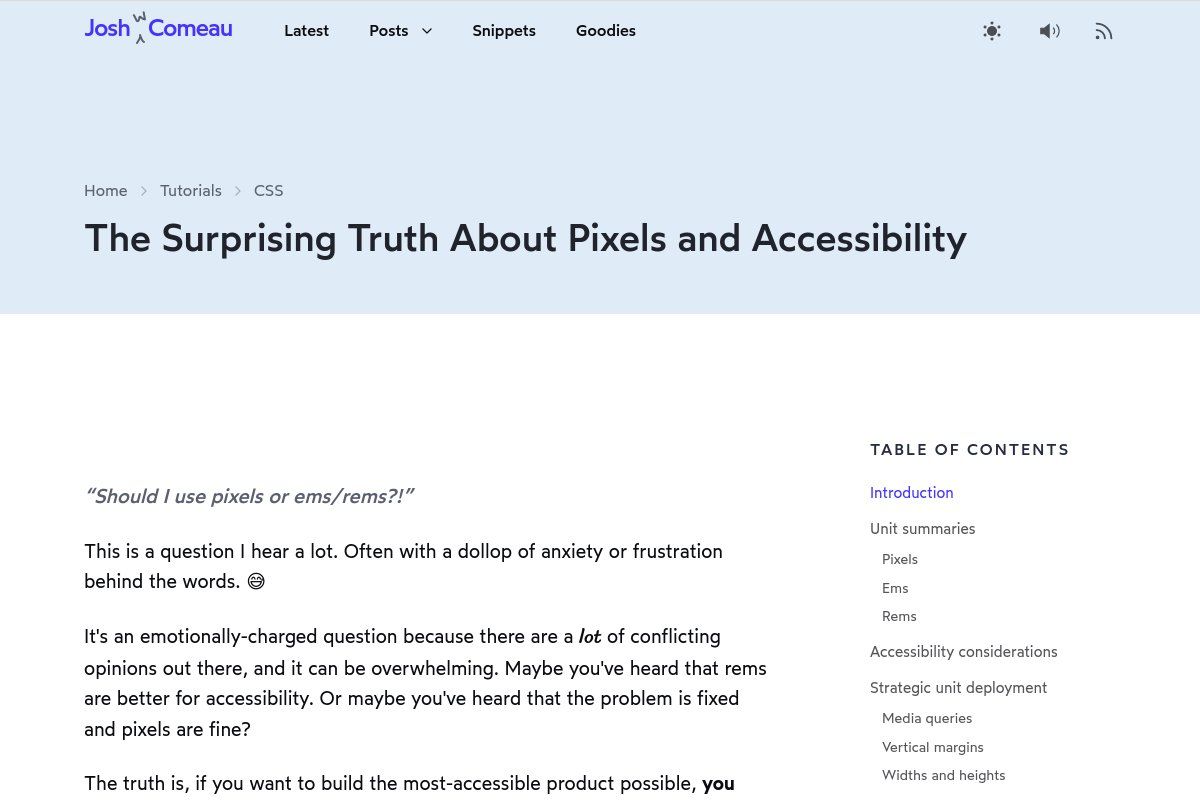 Josh W Comeau
Latest
Posts
Snippets
Goodies
Home
Tutorials
CSS
The Surprising Truth About Pixels and Accessibility
“Should I use pixels or ems/rems?!”
This is a question I hear a lot. Often with a dollop of anxiety or frustration
behind the words. 😅
It's an emotionally-charged question because there are a lot of conflicting
opinions out there, and it can be overwhelming. Maybe you've heard that rems
are better for accessibility. Or maybe you've heard that the problem is fixed
and pixels are fine?
The truth is, if you want to build the most-accessible product possible, you
TABLE OF CONTENTS
Introduction
Unit summaries
Pixels
Ems
Rems
Accessibility considerations
Strategic unit deployment
Media queries
Vertical margins
Widths and heights